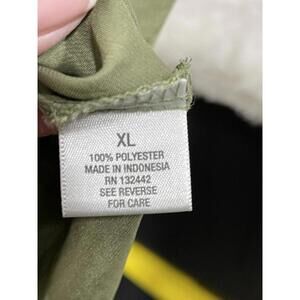 XL
100% POLYESTER
MADE IN INDONESIA
RN 132442
SEE REVERSE
FOR CARE